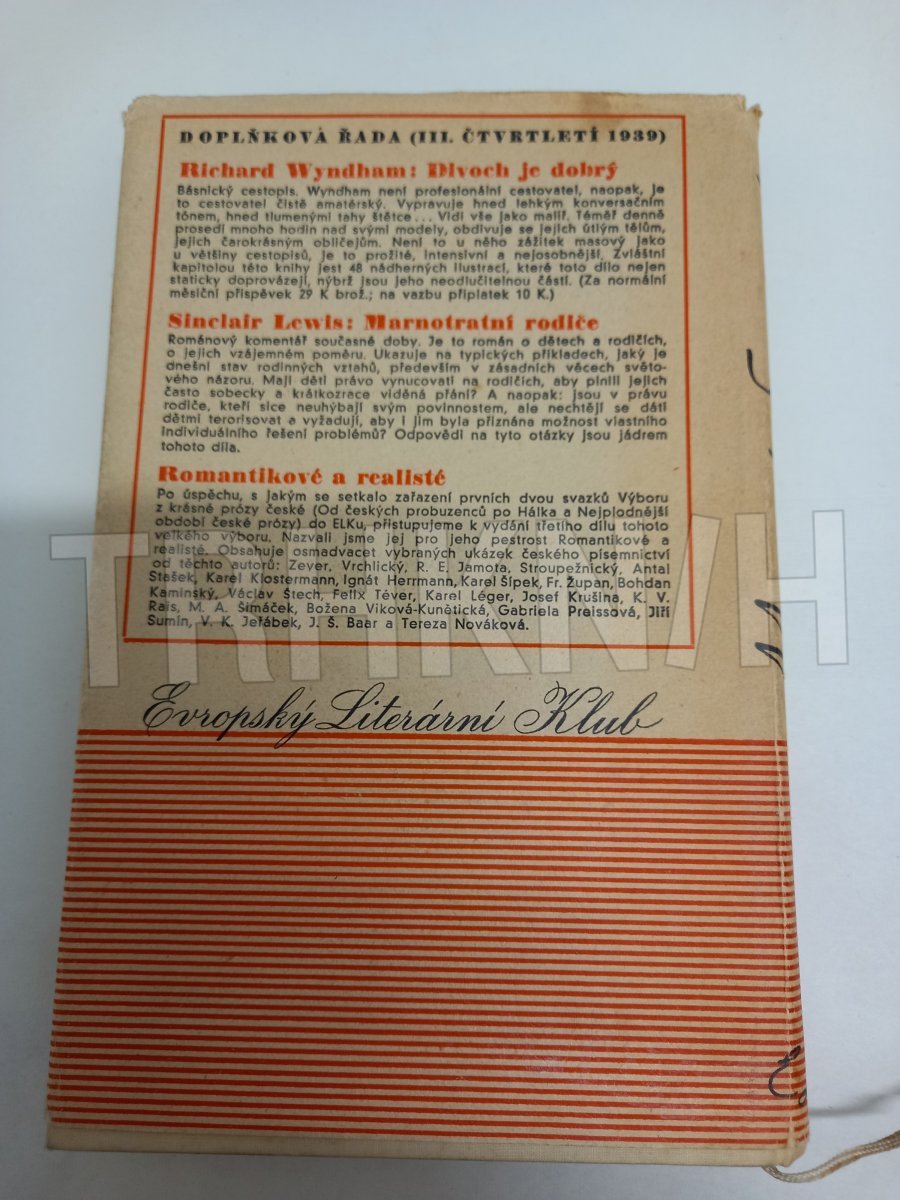 DOPLŇKOVÁ ŘADA (III. ČTVRTLETÍ 1939)
Richard Wyndham: Divoch je dobrý
Básnický cestopis. Wyndham není profesionální cestovatel, naopak, je
to cestovatel čistě amatérský. Vypravuje hned lehkým konversačním
tónem, hned tlumenými tahy štětce... Vidí vše jako malíř. Téměř denně
prosedí mnoho hodin nad svými modely, obdivuje se jejich útlým tělům,
jejich čarokrásným obličejům. Není to u něho zážitek masový jako
u většiny cestopisů, je to prožité, intensivní a nejosobnější. Zvláštní
kapitolou této knihy jest 48 nádherných ilustrací, které toto dílo nejen
staticky doprovázejí, nýbrž jsou jeho neodlučitelnou částí. (Za normální
měsíční příspěvek 29 K brož.; na vazbu příplatek 10 K.)
Sinclair Lewis: Marnotratní rodiče
Románový komentář současné doby. Je to román o dětech a rodičích,
o jejich vzájemném poměru. Ukazuje na typických příkladech, jaký je
dnešní stav rodinných vztahů, především v zásadních věcech světo-
vého názoru. Mají děti právo vynucovati na rodičích, aby plnili jejich
často sobecky a krátkozrace viděná přání? A naopak: jsou v právu
rodiče, kteří sice neuhýbají svým povinnostem, ale nechtějí se dáti
dětmi terorisovat a vyžadují, aby i jim byla přiznána možnost vlastního
individuálního řešení problémů? Odpovědi na tyto otázky jsou jádrem
tohoto díla.
Romantikové a realisté
Po úspěchu, s jakým se setkalo zařazení prvních dvou svazků Výboru
z krásné prózy české (Od českých probuzenců po Hálka a Nejplodnější
období české prózy) do ELKu, přistupujeme k vydání třetího dílu tohoto
velkého výboru. Nazvali jsme jej pro jeho pestrost Romantikové a
realisté. Obsahuje osmadvacet vybraných ukázek českého písemnictví
od těchto autorů: Zeyer, Vrchlický, R. E. Jamota, Stroupežnický, Antal
Stašek, Karel Klostermann, Ignát Herrmann, Karel Šípek, Fr. Župan, Bohdan
Kaminský, Václav Štech, Felix Téver, Karel Léger, Josef Krušina, K. V.
Rais, M. A. Šimáček, Božena Viková-Kunětická, Gabriela Preissová, Jiří
Sumín, V. K. Jeřábek, J. Š. Baar a Tereza Nováková.
TRHKNIH
Evropský Literární Klub